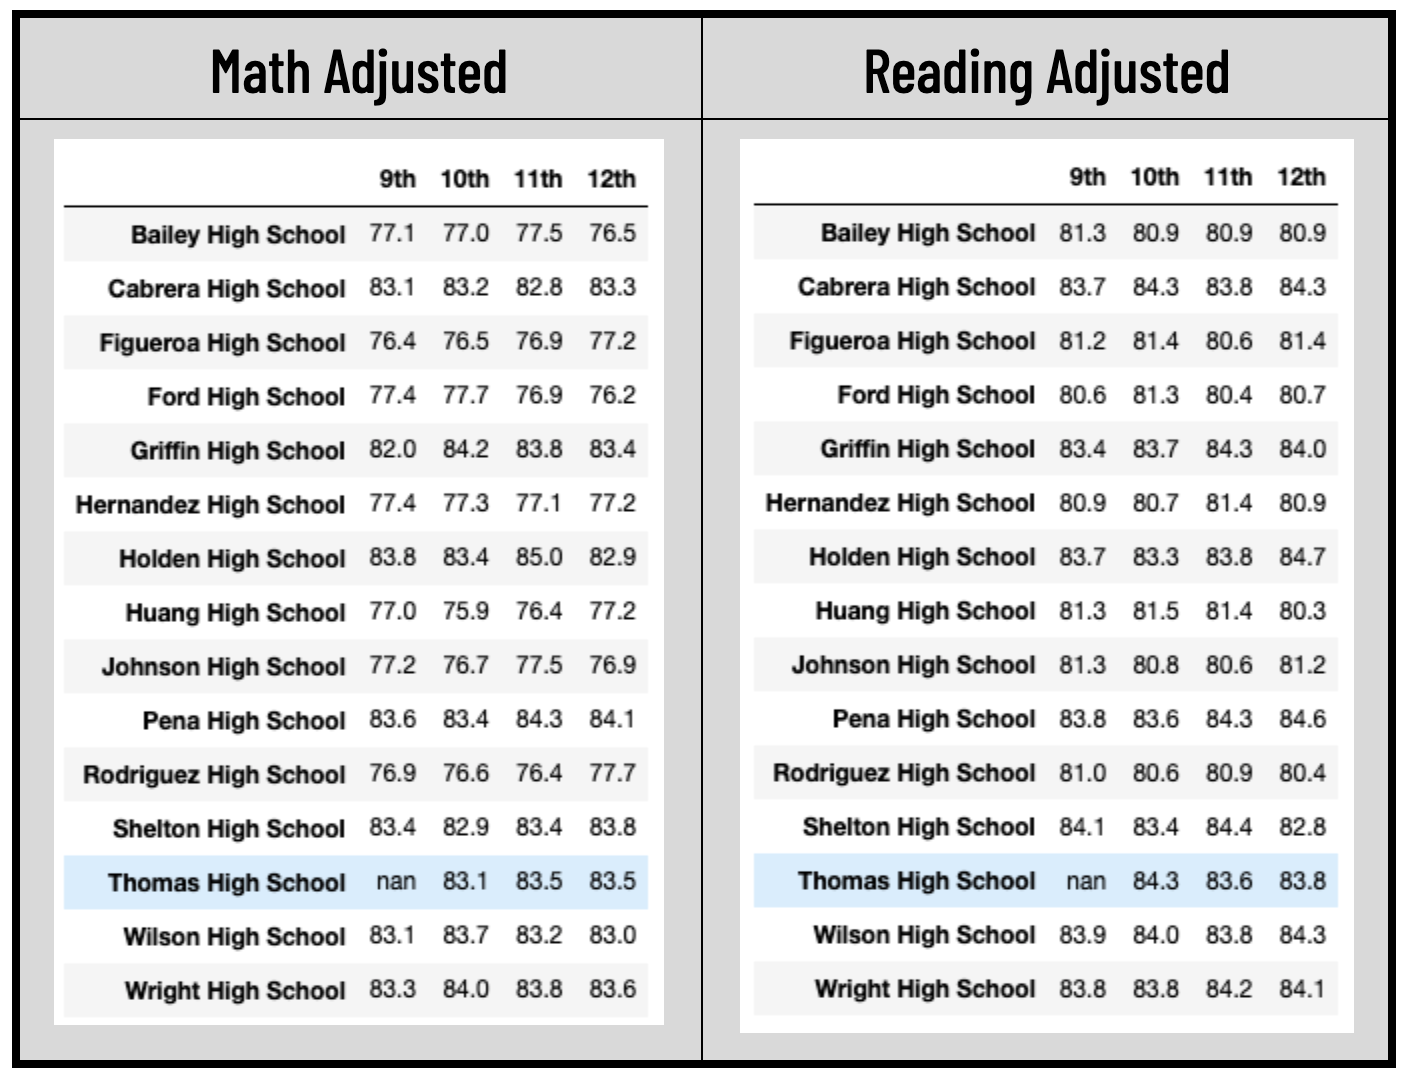 Math Adjusted
9th 10th 11th 12th
Bailey High School 77.1 77.0 77.5 76.5
Cabrera High School 83.1 83.2 82.8 83.3
Figueroa High School 76.4 76.5 76.9 77.2
Ford High School 77.4 77.7 76.9 76.2
Griffin High School 82.0 84.2 83.8 83.4
Hernandez High School 77.4 77.3 77.1 77.2
Holden High School 83.8 83.4 85.0 82.9
Huang High School 77.0 75.9 76.4 77.2
Johnson High School 77.2 76.7 77.5 76.9
Pena High School 83.6 83.4 84.3 84.1
Rodriguez High School 76.9 76.6 76.4 77.7
Shelton High School 83.4 82.9 83.4 83.8
Thomas High School nan 83.1 83.5 83.5
Wilson High School 83.1 83.7 83.2 83.0
Wright High School 83.3 84.0 83.8 83.6
Reading Adjusted
9th 10th 11th 12th
Bailey High School 81.3 80.9 80.9 80.9
Cabrera High School 83.7 84.3 83.8 84.3
Figueroa High School 81.2 81.4 80.6 81.4
Ford High School 80.6 81.3 80.4 80.7
Griffin High School 83.4 83.7 84.3 84.0
Hernandez High School 80.9 80.7 81.4 80.9
Holden High School 83.7 83.3 83.8 84.7
Huang High School 81.3 81.5 81.4 80.3
Johnson High School 81.3 80.8 80.6 81.2
Pena High School 83.8 83.6 84.3 84.6
Rodriguez High School 81.0 80.6 80.9 80.4
Shelton High School 84.1 83.4 84.4 82.8
Thomas High School nan 84.3 83.6 83.8
Wilson High School 83.9 84.0 83.8 84.3
Wright High School 83.8 83.8 84.2 84.1